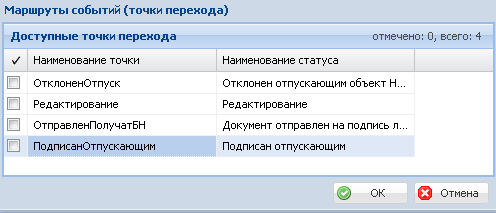 Маршруты событий (точки перехода)
Доступные точки перехода отмечено: 0, всего: 4
Наименование точки Наименование статуса
ОтклоненОтпуск Отклонен отпускающим объект Н...
Редактирование Редактирование
ОтправленПолучатБН Документ отправлен на подпись л...
ПодписанОтпускающим Подписан отпускающим
ОК Отмена